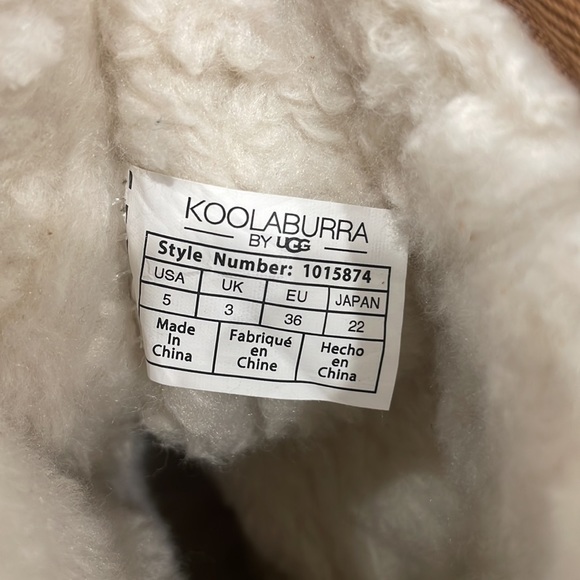 KOOLABURRA
BY UGG
Style Number: 1015874
USA UK EU JAPAN
5 3 36 22
Made in China
Fabriqué en Chine
Hecho en China